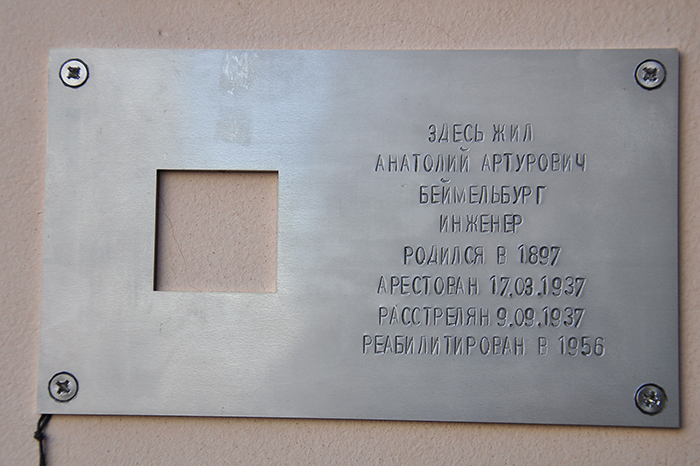 ЗДЕСЬ ЖИЛ
АНАТОЛИЙ АРТУРОВИЧ
БЕЙМЕЛЬБУРГ
ИНЖЕНЕР
РОДИЛСЯ В 1897
АРЕСТОВАН 17.03.1937
РАССТРЕЛЯН 9.09.1937
РЕАБИЛИТИРОВАН В 1956